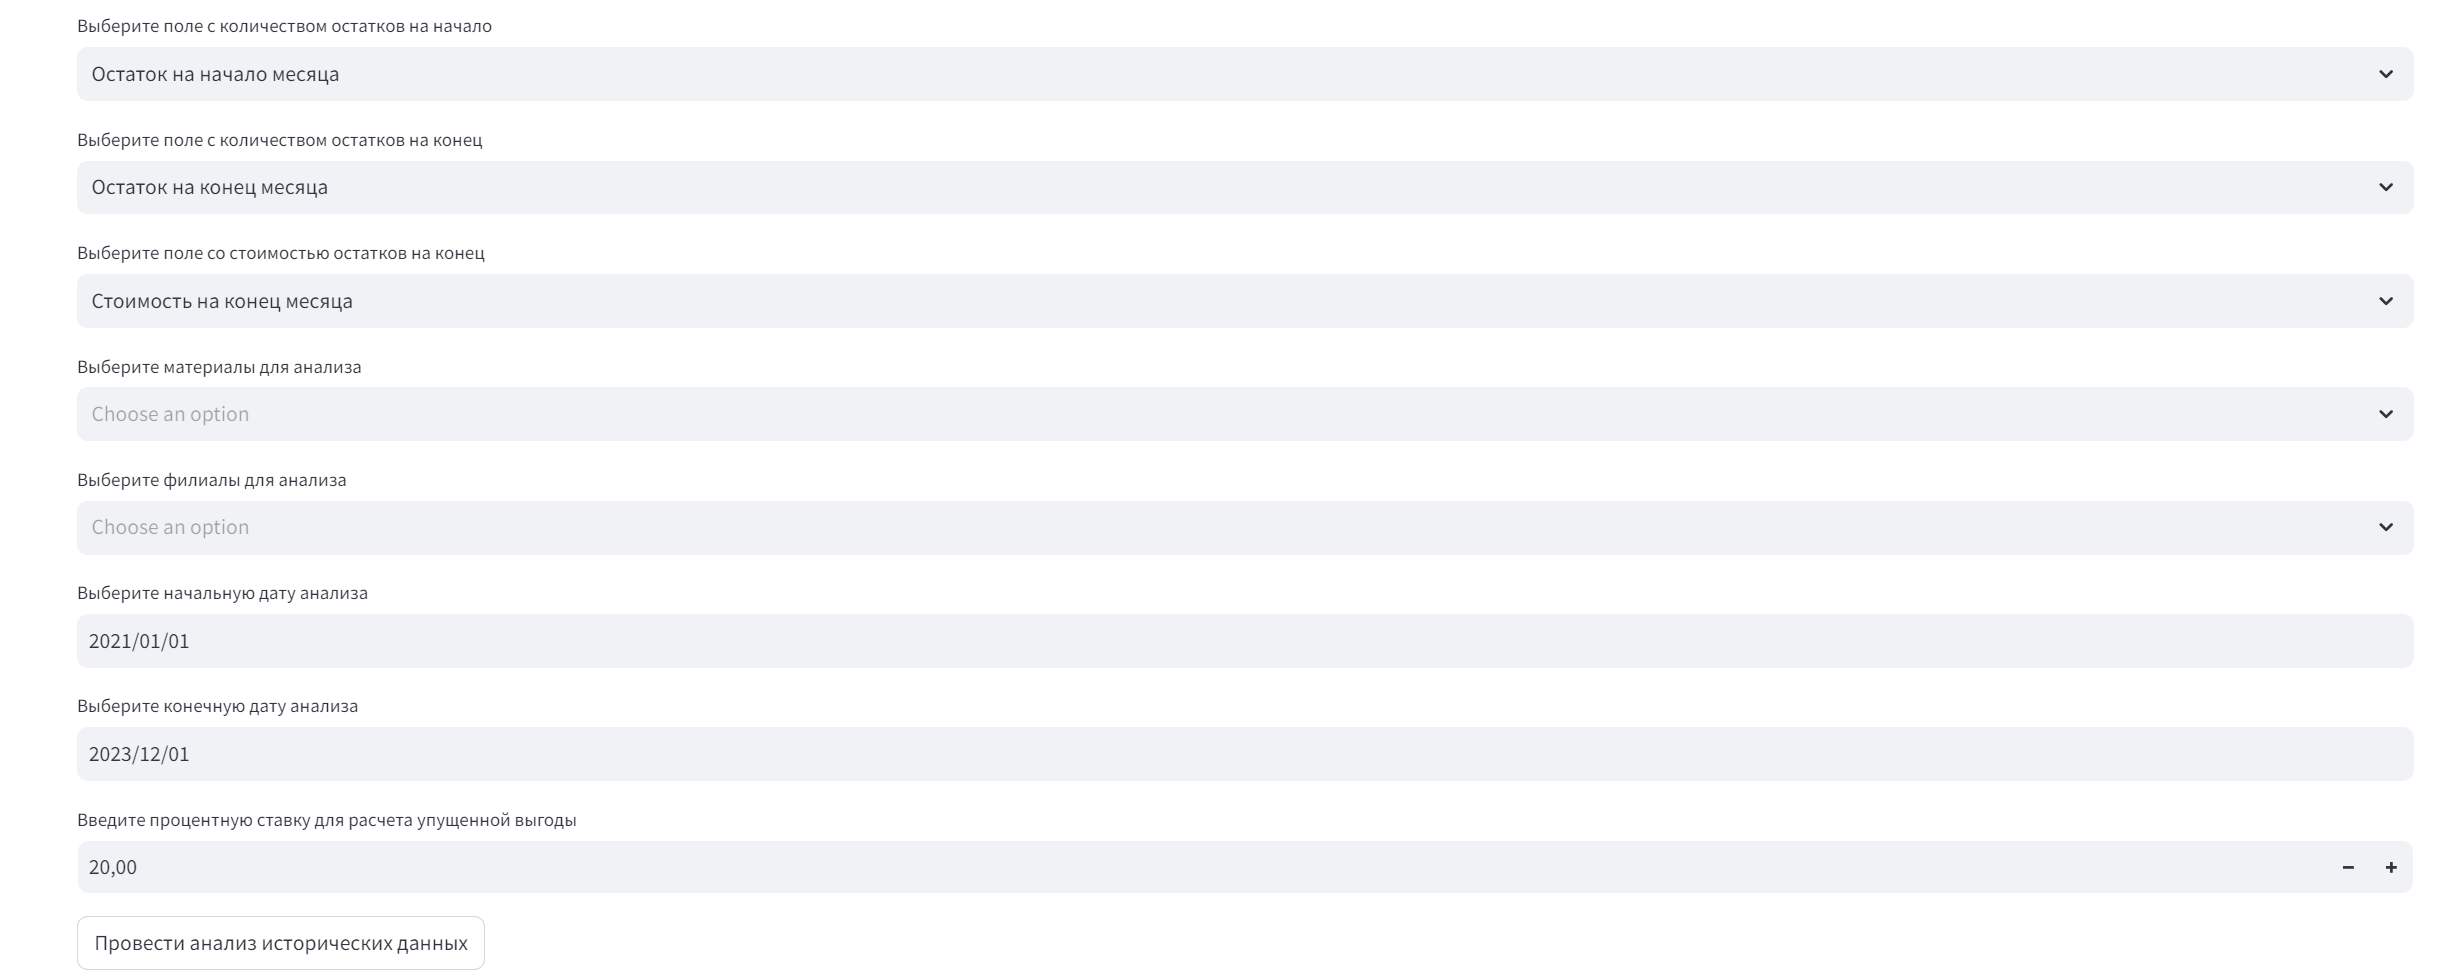 Выберите поле с количеством остатков на начало
Остаток на начало месяца
Выберите поле с количеством остатков на конец
Остаток на конец месяца
Выберите поле со стоимостью остатков на конец
Стоимость на конец месяца
Выберите материалы для анализа
Choose an option
Выберите филиалы для анализа
Choose an option
Выберите начальную дату анализа
2021/01/01
Выберите конечную дату анализа
2023/12/01
Введите процентную ставку для расчета упущенной выгоды
20,00
Провести анализ исторических данных